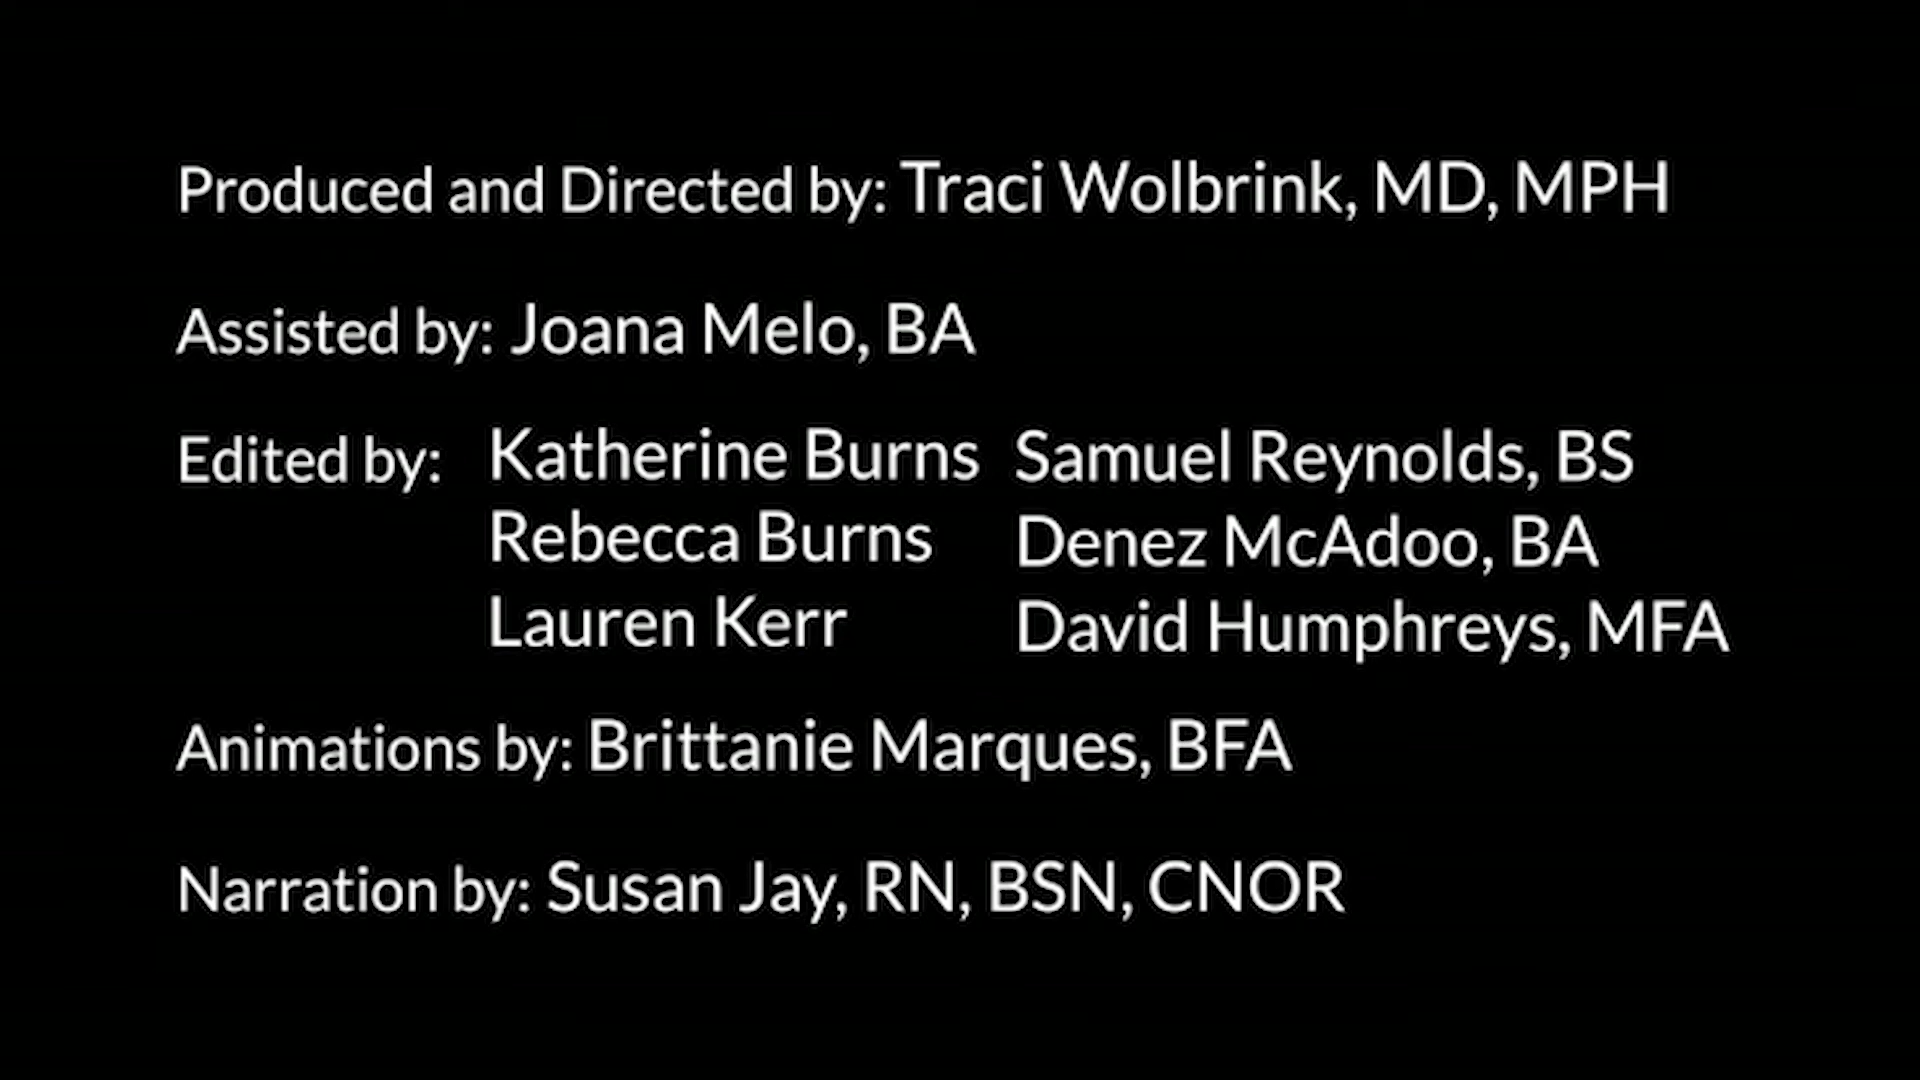 Produced and Directed by: Traci Wolbrink, MD, MPH
Assisted by: Joana Melo, BA
Edited by: Katherine Burns Samuel Reynolds, BS
Rebecca Burns Denez McAdoo, BA
Lauren Kerr David Humphreys, MFA
Animations by: Brittanie Marques, BFA
Narration by: Susan Jay, RN, BSN, CNOR